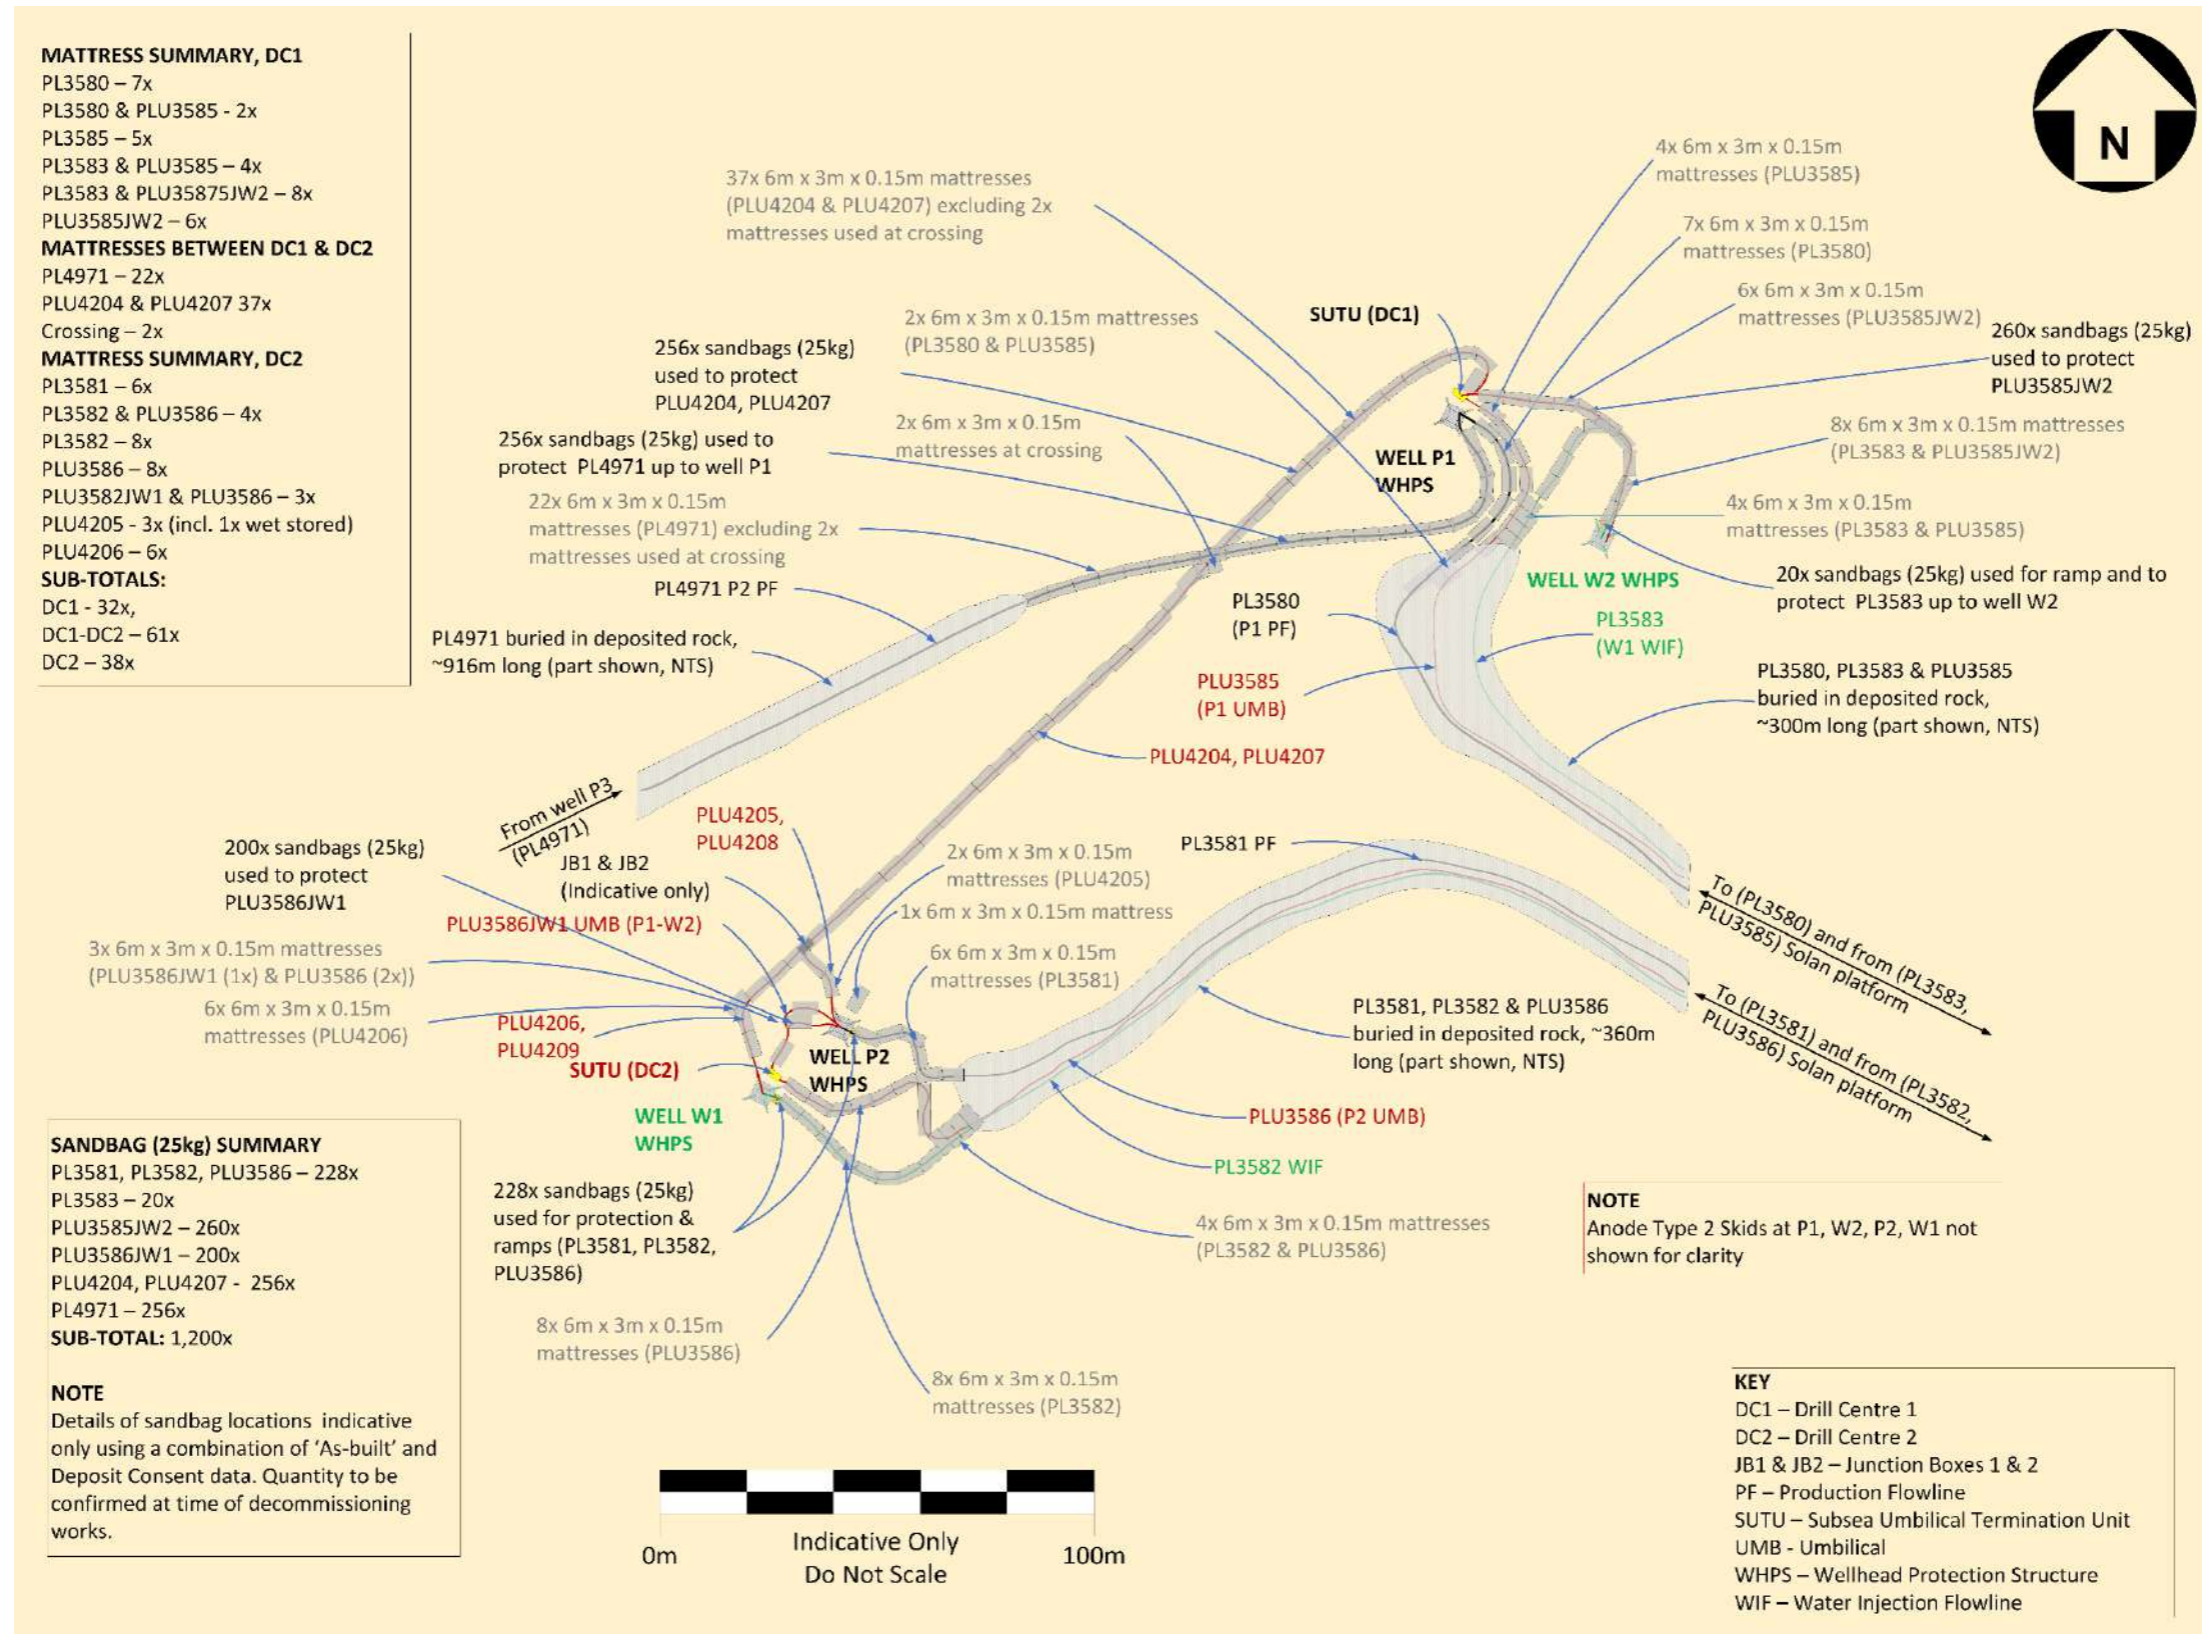 MATTRESS SUMMARY, DC1
PL3580 – 7x
PL3580 & PLU3585 - 2x
PL3585 – 5x
PL3583 & PLU3585 – 4x
PL3583 & PLU35875JW2 – 8x
PLU3585JW2 – 6x
MATTRESSES BETWEEN DC1 & DC2
PL4971 – 22x
PLU4204 & PLU4207 37x
Crossing – 2x
MATTRESS SUMMARY, DC2
PL3581 – 6x
PL3582 & PLU3586 – 4x
PL3582 – 8x
PLU3586 – 8x
PLU3582JW1 & PLU3586 – 3x
PLU4205 - 3x (incl. 1x wet stored)
PLU4206 – 6x
SUB-TOTALS:
DC1 - 32x,
DC1-DC2 – 61x
DC2 – 38x
N
37x 6m x 3m x 0.15m mattresses
(PLU4204 & PLU4207) excluding 2x
mattresses used at crossing
4x 6m x 3m x 0.15m
mattresses (PLU3585)
7x 6m x 3m x 0.15m
mattresses (PL3580)
6x 6m x 3m x 0.15m
mattresses (PLU3585JW2)
260x sandbags (25kg)
used to protect
PLU3585JW2
SUTU (DC1)
2x 6m x 3m x 0.15m mattresses
(PL3580 & PLU3585)
256x sandbags (25kg)
used to protect
PLU4204, PLU4207
2x 6m x 3m x 0.15m
mattresses at crossing
256x sandbags (25kg) used to
protect PL4971 up to well P1
22x 6m x 3m x 0.15m
mattresses (PL4971) excluding 2x
mattresses used at crossing
PL4971 P2 PF
PL4971 buried in deposited rock,
~916m long (part shown, NTS)
WELL P1
WHPS
8x 6m x 3m x 0.15m mattresses
(PL3583 & PLU3585JW2)
4x 6m x 3m x 0.15m
mattresses (PL3583 & PLU3585)
WELL W2 WHPS
20x sandbags (25kg) used for ramp and to
protect PL3583 up to well W2
PL3580
(P1 PF)
PL3583
(W1 WIF)
PLU3585
(P1 UMB)
PL3580, PL3583 & PLU3585
buried in deposited rock,
~300m long (part shown, NTS)
PLU4204, PLU4207
From well P3
(PL4971)
PLU4205,
PLU4208
200x sandbags (25kg)
used to protect
PLU3586JW1
JB1 & JB2
(Indicative only)
2x 6m x 3m x 0.15m
mattresses (PLU4205)
PL3581 PF
PLU3586JW1 UMB (P1-W2)
1x 6m x 3m x 0.15m mattress
3x 6m x 3m x 0.15m mattresses
(PLU3586JW1 (1x) & PLU3586 (2x))
6x 6m x 3m x 0.15m
mattresses (PL3581)
6x 6m x 3m x 0.15m
mattresses (PLU4206)
PLU4206,
PLU4209
SUTU (DC2)
WELL P2
WHPS
WELL W1
WHPS
To (PL3580) and from (PL3583,
PLU3585) Solan platform
To (PL3581) and from (PL3582,
PLU3586) Solan platform
PL3581, PL3582 & PLU3586
buried in deposited rock, ~360m
long (part shown, NTS)
PLU3586 (P2 UMB)
PL3582 WIF
228x sandbags (25kg)
used for protection &
ramps (PL3581, PL3582,
PLU3586)
4x 6m x 3m x 0.15m mattresses
(PL3582 & PLU3586)
8x 6m x 3m x 0.15m
mattresses (PLU3586)
8x 6m x 3m x 0.15m
mattresses (PL3582)
NOTE
Anode Type 2 Skids at P1, W2, P2, W1 not
shown for clarity
SANDBAG (25kg) SUMMARY
PL3581, PL3582, PLU3586 – 228x
PL3583 – 20x
PLU3585JW2 – 260x
PLU3586JW1 – 200x
PLU4204, PLU4207 - 256x
PL4971 – 256x
SUB-TOTAL: 1,200x
NOTE
Details of sandbag locations indicative
only using a combination of ‘As-built’ and
Deposit Consent data. Quantity to be
confirmed at time of decommissioning
works.
Indicative Only
Do Not Scale
0m
100m
KEY
DC1 – Drill Centre 1
DC2 – Drill Centre 2
JB1 & JB2 – Junction Boxes 1 & 2
PF – Production Flowline
SUTU – Subsea Umbilical Termination Unit
UMB - Umbilical
WHPS – Wellhead Protection Structure
WIF – Water Injection Flowline